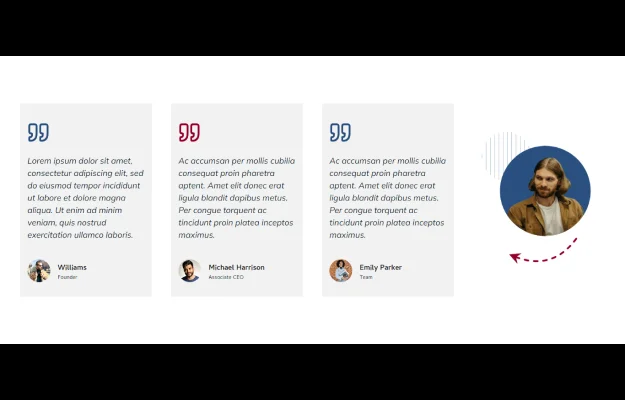 Lorem ipsum dolor sit amet,
consectetur adipiscing elit, sed
do eiusmod tempor incididunt
ut labore et dolore magna
aliqua. Ut enim ad minim
veniam, quis nostrud
exercitation ullamco laboris.
Williams
Founder
Ac accumsan per mollis cubilia
consequat proin pharetra
aptent. Amet elit donec erat
ligula blandit dapibus metus.
Per congue torquent ac
tincidunt proin platea inceptos
maximus.
Michael Harrison
Associate CEO
Ac accumsan per mollis cubilia
consequat proin pharetra
aptent. Amet elit donec erat
ligula blandit dapibus metus.
Per congue torquent ac
tincidunt proin platea inceptos
maximus.
Emily Parker
Team